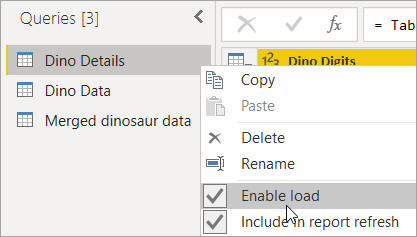 Queries [3]
= Tab
Dino Details
Dino Data
Merged dinosaur data
1²3 Dino Digits
Copy
Paste
Delete
Rename
Enable load
Include in report refresh